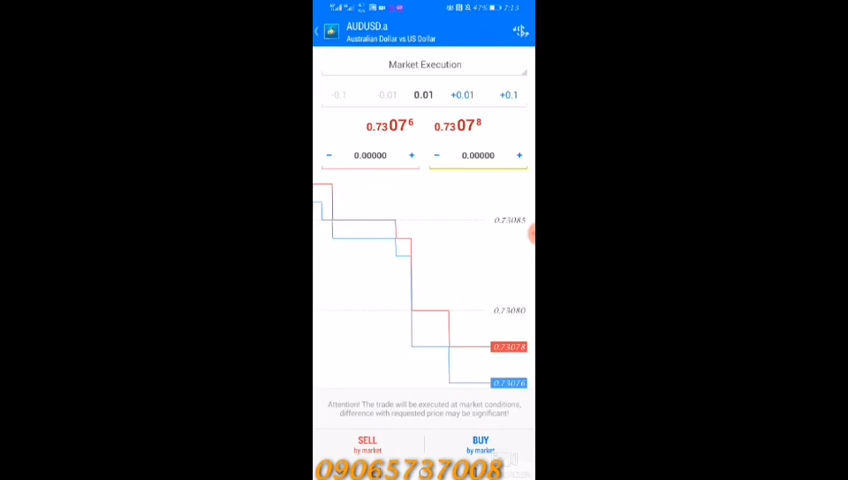 47% 7:13
AUDUSD.a
Australian Dollar vs US Dollar
Market Execution
-0.1 -0.01 0.01 +0.01 +0.1
0.73076 0.73078
- 0.00000 + - 0.00000 +
0.73085
0.73080
0.73078
0.73076
Attention! The trade will be executed at market conditions,
difference with requested price may be significant!
SELL BUY
by market by market
09065737008